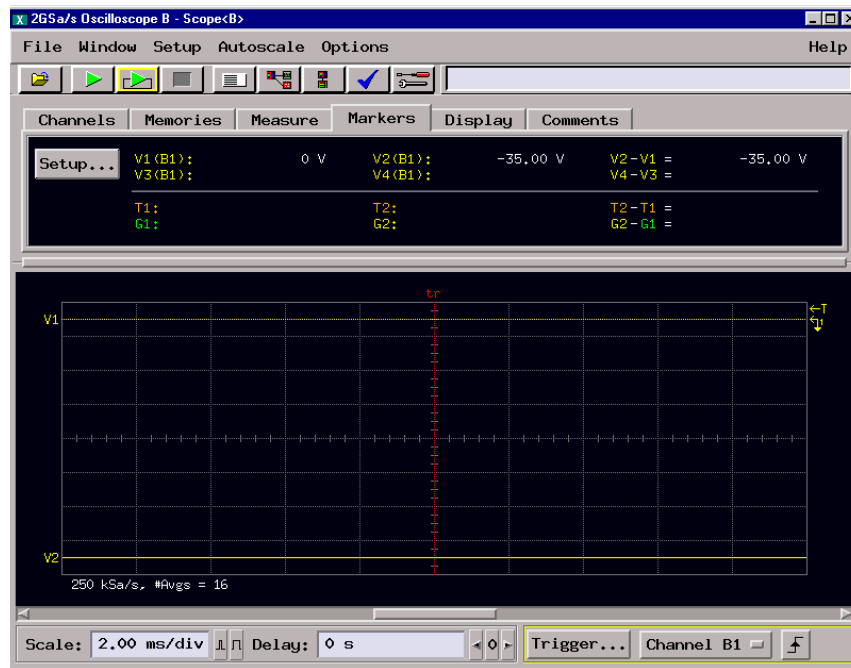 2GSa/s Oscilloscope B - Scope<B>
File Window Setup Autoscale Options Help
Channels Memories Measure Markers Display Comments
Setup... V1(B1): 0 V V2(B1): -35.00 V V2-V1 = -35.00 V
V3(B1): V4(B1): V4-V3 =
T1: T2: T2-T1 =
G1: G2: G2-G1 =
tr
T
V1 1
V2
250 kSa/s, #Avgs = 16
Scale: 2.00 ms/div Delay: 0 s 0 Trigger... Channel B1